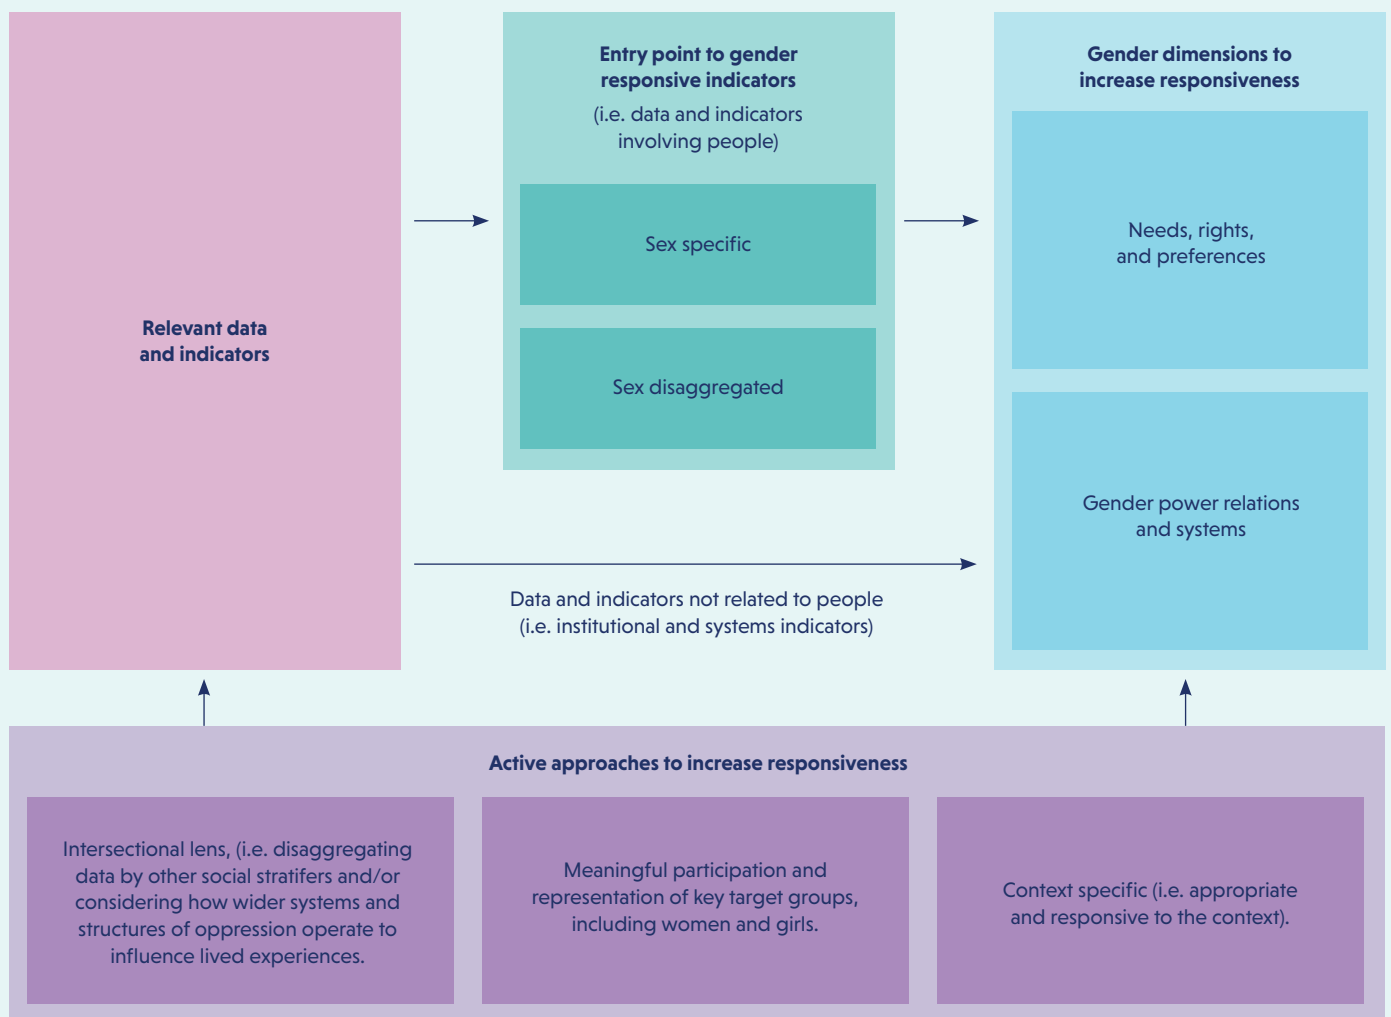 Relevant data
and indicators
Entry point to gender
responsive indicators
(i.e. data and indicators
involving people)
Sex specific
Sex disaggregated
Gender dimensions to
increase responsiveness
Needs, rights,
and preferences
Gender power relations
and systems
Data and indicators not related to people
(i.e. institutional and systems indicators)
Active approaches to increase responsiveness
Intersectional lens, (i.e. disaggregating
data by other social stratifers and/or
considering how wider systems and
structures of oppression operate to
influence lived experiences.
Meaningful participation and
representation of key target groups,
including women and girls.
Context specific (i.e. appropriate
and responsive to the context).